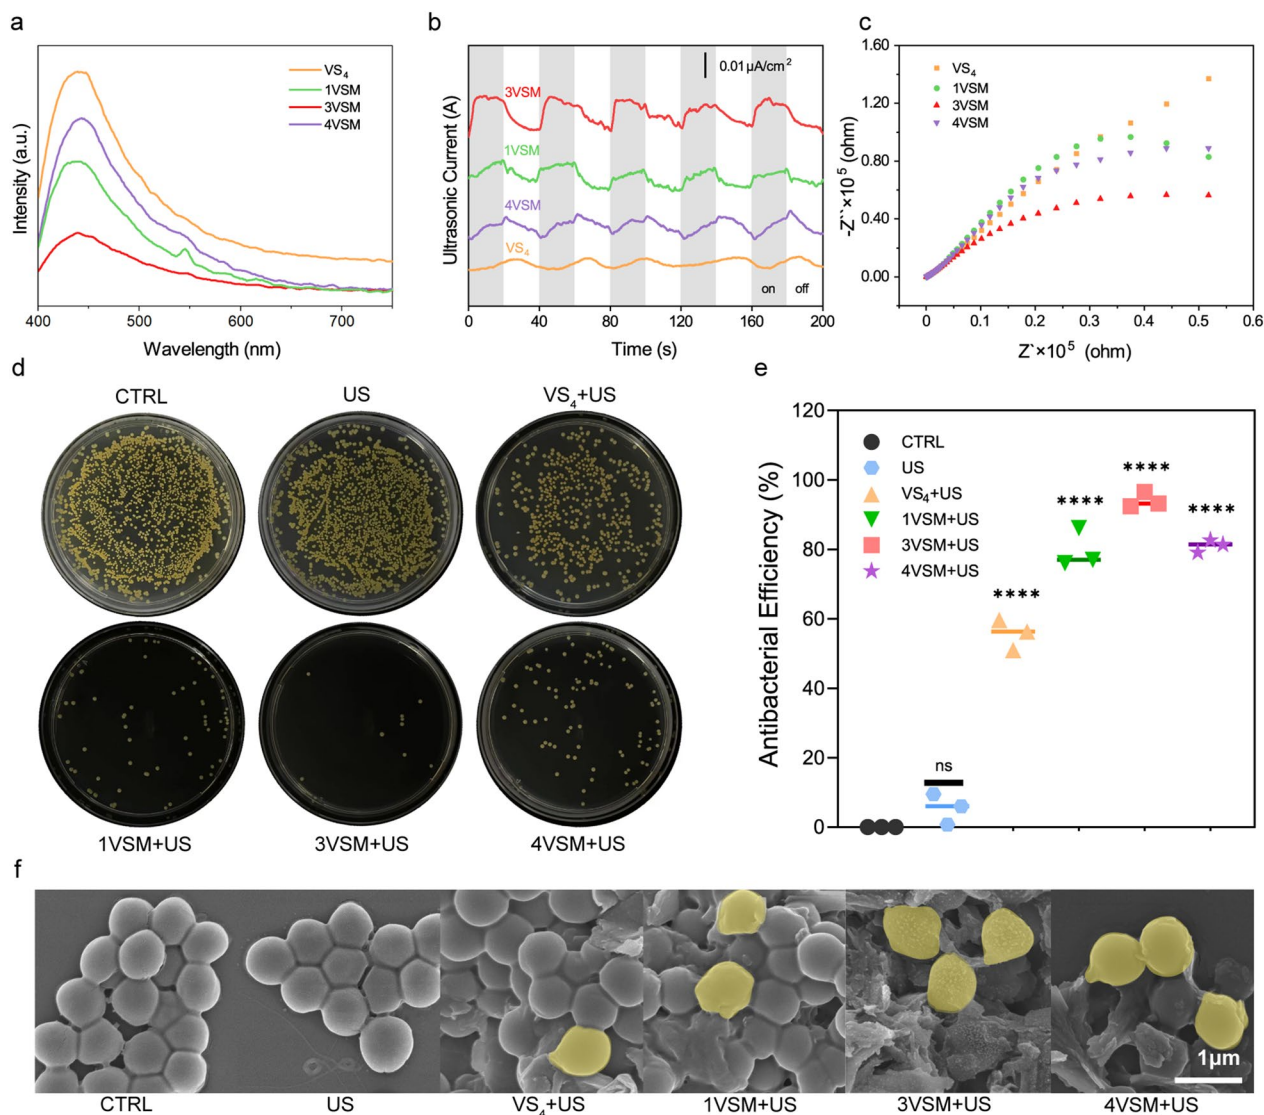 a
Intensity (a.u.)
VS₄
1VSM
3VSM
4VSM
400 500 600 700
Wavelength (nm)
b
Ultrasonic Current (A)
0.01 μA/cm²
3VSM
1VSM
4VSM
VS₄
on off
0 40 80 120 160 200
Time (s)
c
-Z``×10⁵ (ohm)
1.60
1.20
0.80
0.40
0.00
VS₄
1VSM
3VSM
4VSM
0 0.1 0.2 0.3 0.4 0.5 0.6
Z`×10⁵ (ohm)
d
CTRL US VS₄+US
1VSM+US 3VSM+US 4VSM+US
e
Antibacterial Efficiency (%)
120
100
80
60
40
20
0
CTRL
US
VS₄+US
1VSM+US
3VSM+US
4VSM+US
ns
****
****
****
****
f
1μm
CTRL US VS₄+US 1VSM+US 3VSM+US 4VSM+US